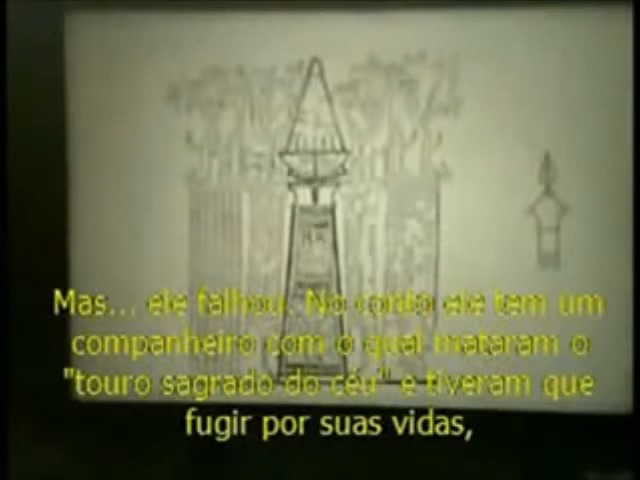 Mas... ele falhou. No conto ele tem um
companheiro com o qual mataram o
"touro sagrado do céu" e tiveram que
fugir por suas vidas,